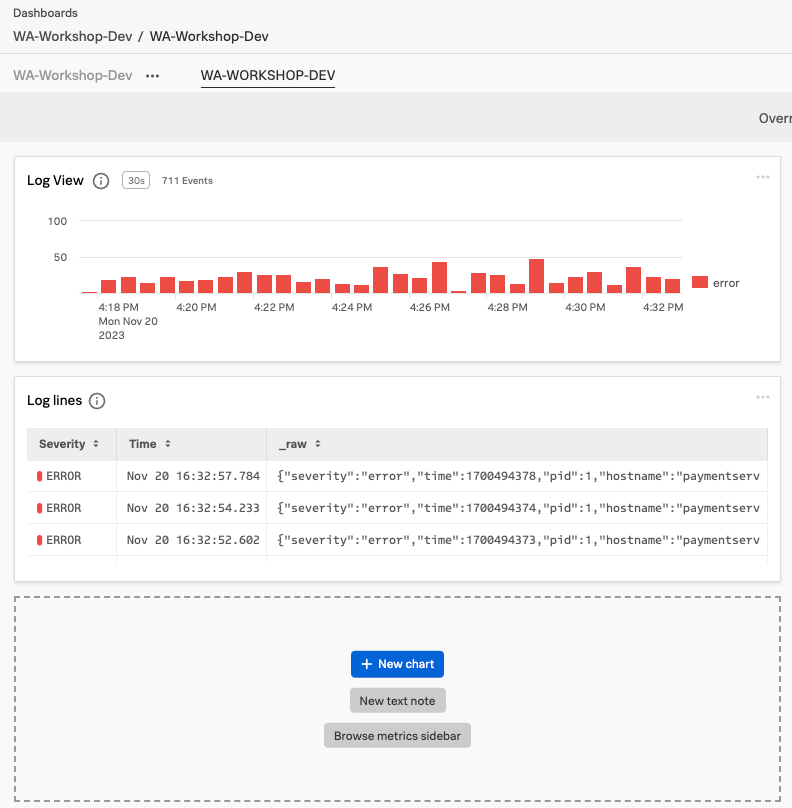 Dashboards
WA-Workshop-Dev / WA-Workshop-Dev
WA-Workshop-Dev ••• WA-WORKSHOP-DEV
Overr
Log View 30s 711 Events
100
50
error
4:18 PM 4:20 PM 4:22 PM 4:24 PM 4:26 PM 4:28 PM 4:30 PM 4:32 PM
Mon Nov 20
2023
Log lines
Severity Time _raw
ERROR Nov 20 16:32:57.784 {"severity":"error","time":1700494378,"pid":1,"hostname":"paymentserv
ERROR Nov 20 16:32:54.233 {"severity":"error","time":1700494374,"pid":1,"hostname":"paymentserv
ERROR Nov 20 16:32:52.602 {"severity":"error","time":1700494373,"pid":1,"hostname":"paymentserv
+ New chart
New text note
Browse metrics sidebar